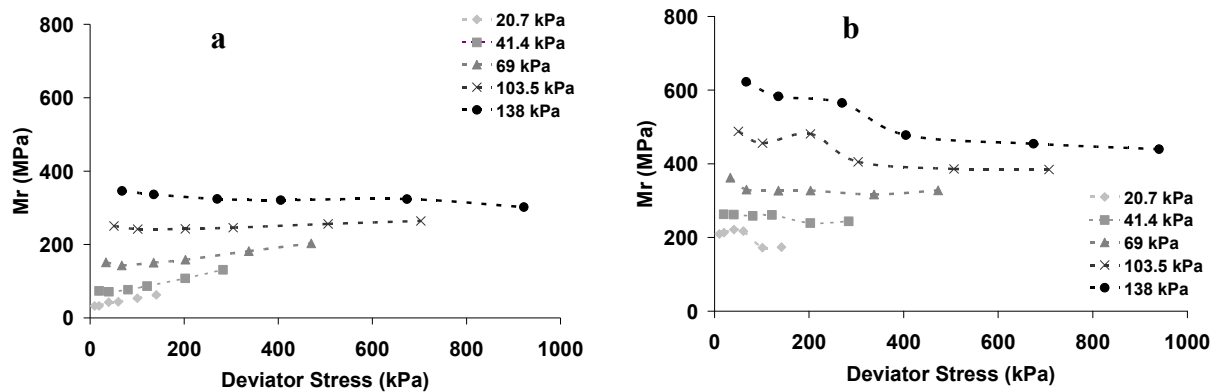 a
800
600
400
200
0
Mr (MPa)
0 200 400 600 800 1000
Deviator Stress (kPa)
20.7 kPa
41.4 kPa
69 kPa
103.5 kPa
138 kPa
b
800
600
400
200
0
Mr (MPa)
0 200 400 600 800 1000
Deviator Stress (kPa)
20.7 kPa
41.4 kPa
69 kPa
103.5 kPa
138 kPa